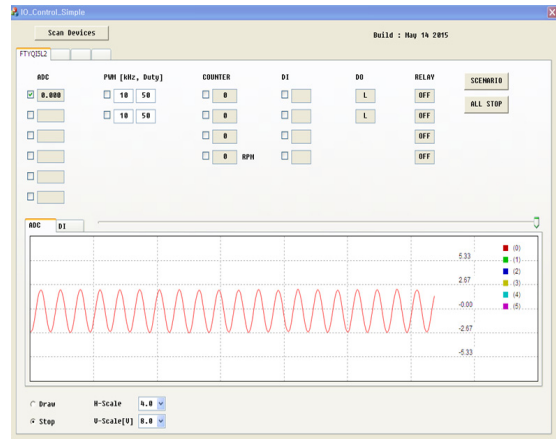 IO_Control_Simple
Scan Devices
Build : May 14 2015
FTYQISL2
ADC PWM [kHz, Duty] COUNTER DI DO RELAY SCENARIO
0.000 10 50 0 L OFF
ALL STOP
10 50 0 L OFF
0 OFF
0 RPM OFF
ADC DI
5.33
2.67
-0.00
-2.67
-5.33
(0)
(1)
(2)
(3)
(4)
(5)
Draw H-Scale 4.0
Stop V-Scale[V] 8.0